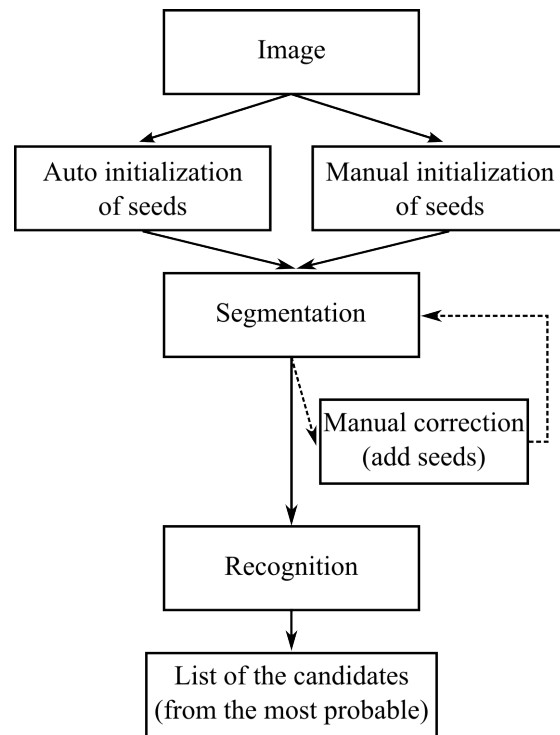 Image
Auto initialization
of seeds
Manual initialization
of seeds
Segmentation
Manual correction
(add seeds)
Recognition
List of the candidates
(from the most probable)